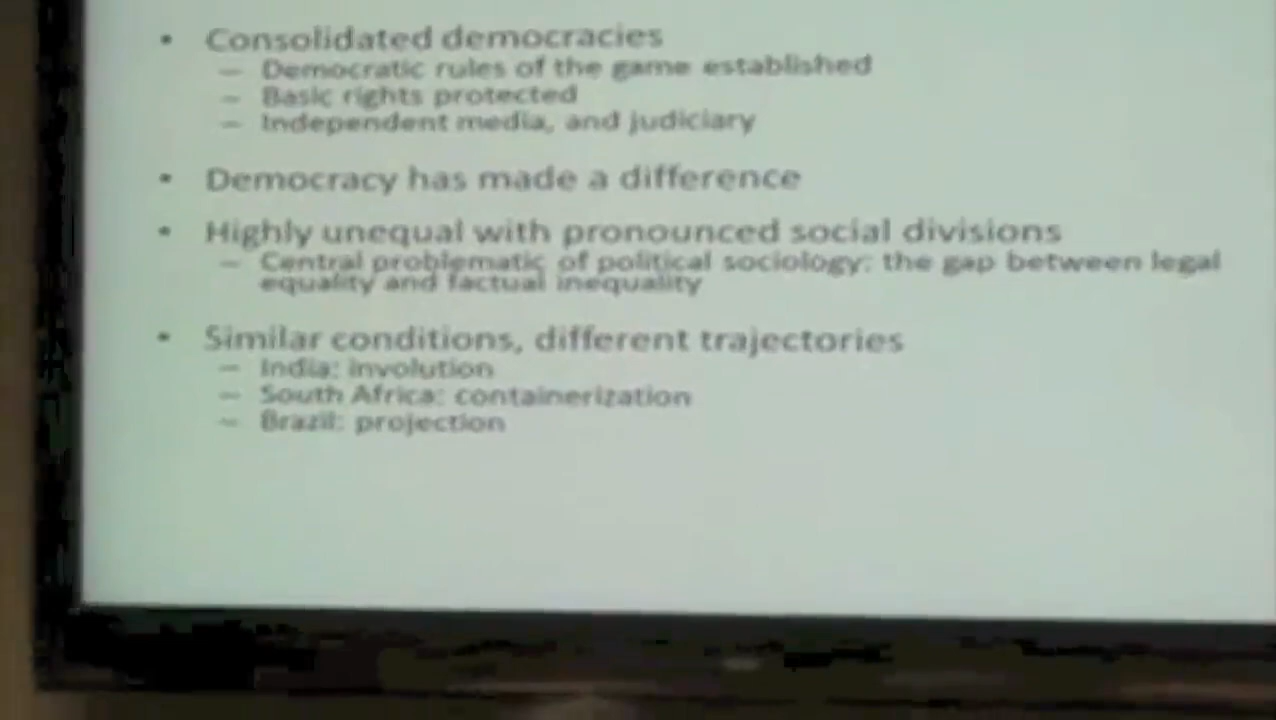 • Consolidated democracies
– Democratic rules of the game established
– Basic rights protected
– Independent media, and judiciary
• Democracy has made a difference
• Highly unequal with pronounced social divisions
– Central problematic of political sociology: the gap between legal
equality and factual inequality
• Similar conditions, different trajectories
– India: involution
– South Africa: containerization
– Brazil: projection